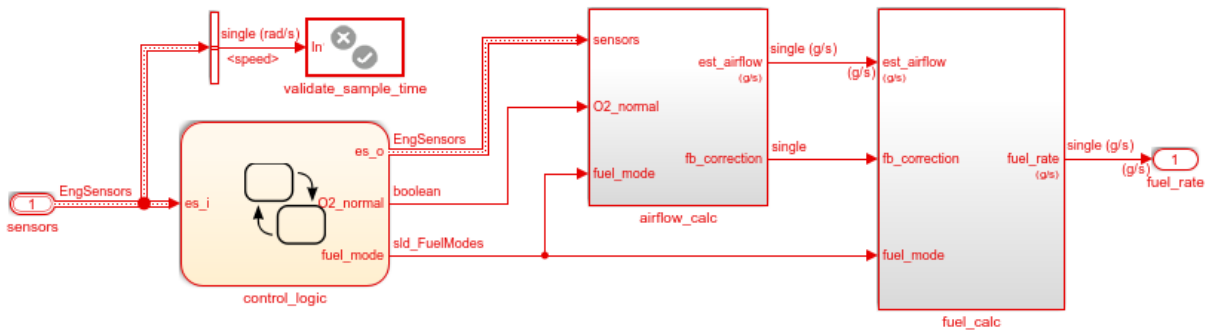 single (rad/s)
<speed>
In
validate_sample_time
EngSensors
1
sensors
es_i
es_o
O2_normal
fuel_mode
control_logic
EngSensors
boolean
sld_FuelModes
sensors
O2_normal
fuel_mode
est_airflow
(g/s)
fb_correction
airflow_calc
single (g/s)
(g/s)
single
est_airflow
(g/s)
fb_correction
fuel_mode
fuel_rate
(g/s)
fuel_calc
single (g/s)
(g/s)
1
fuel_rate